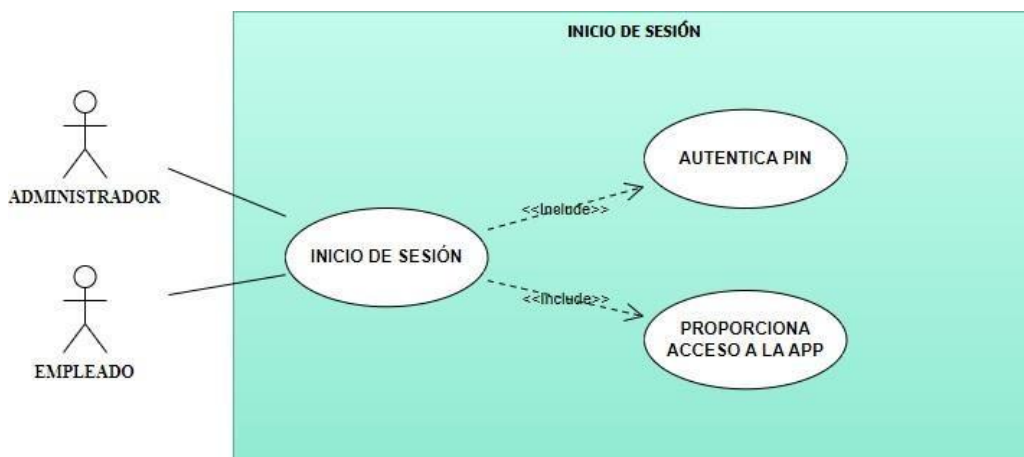 INICIO DE SESIÓN
AUTENTICA PIN
ADMINISTRADOR
<<Include>>
INICIO DE SESIÓN
<<Include>>
PROPORCIONA
ACCESO A LA APP
EMPLEADO